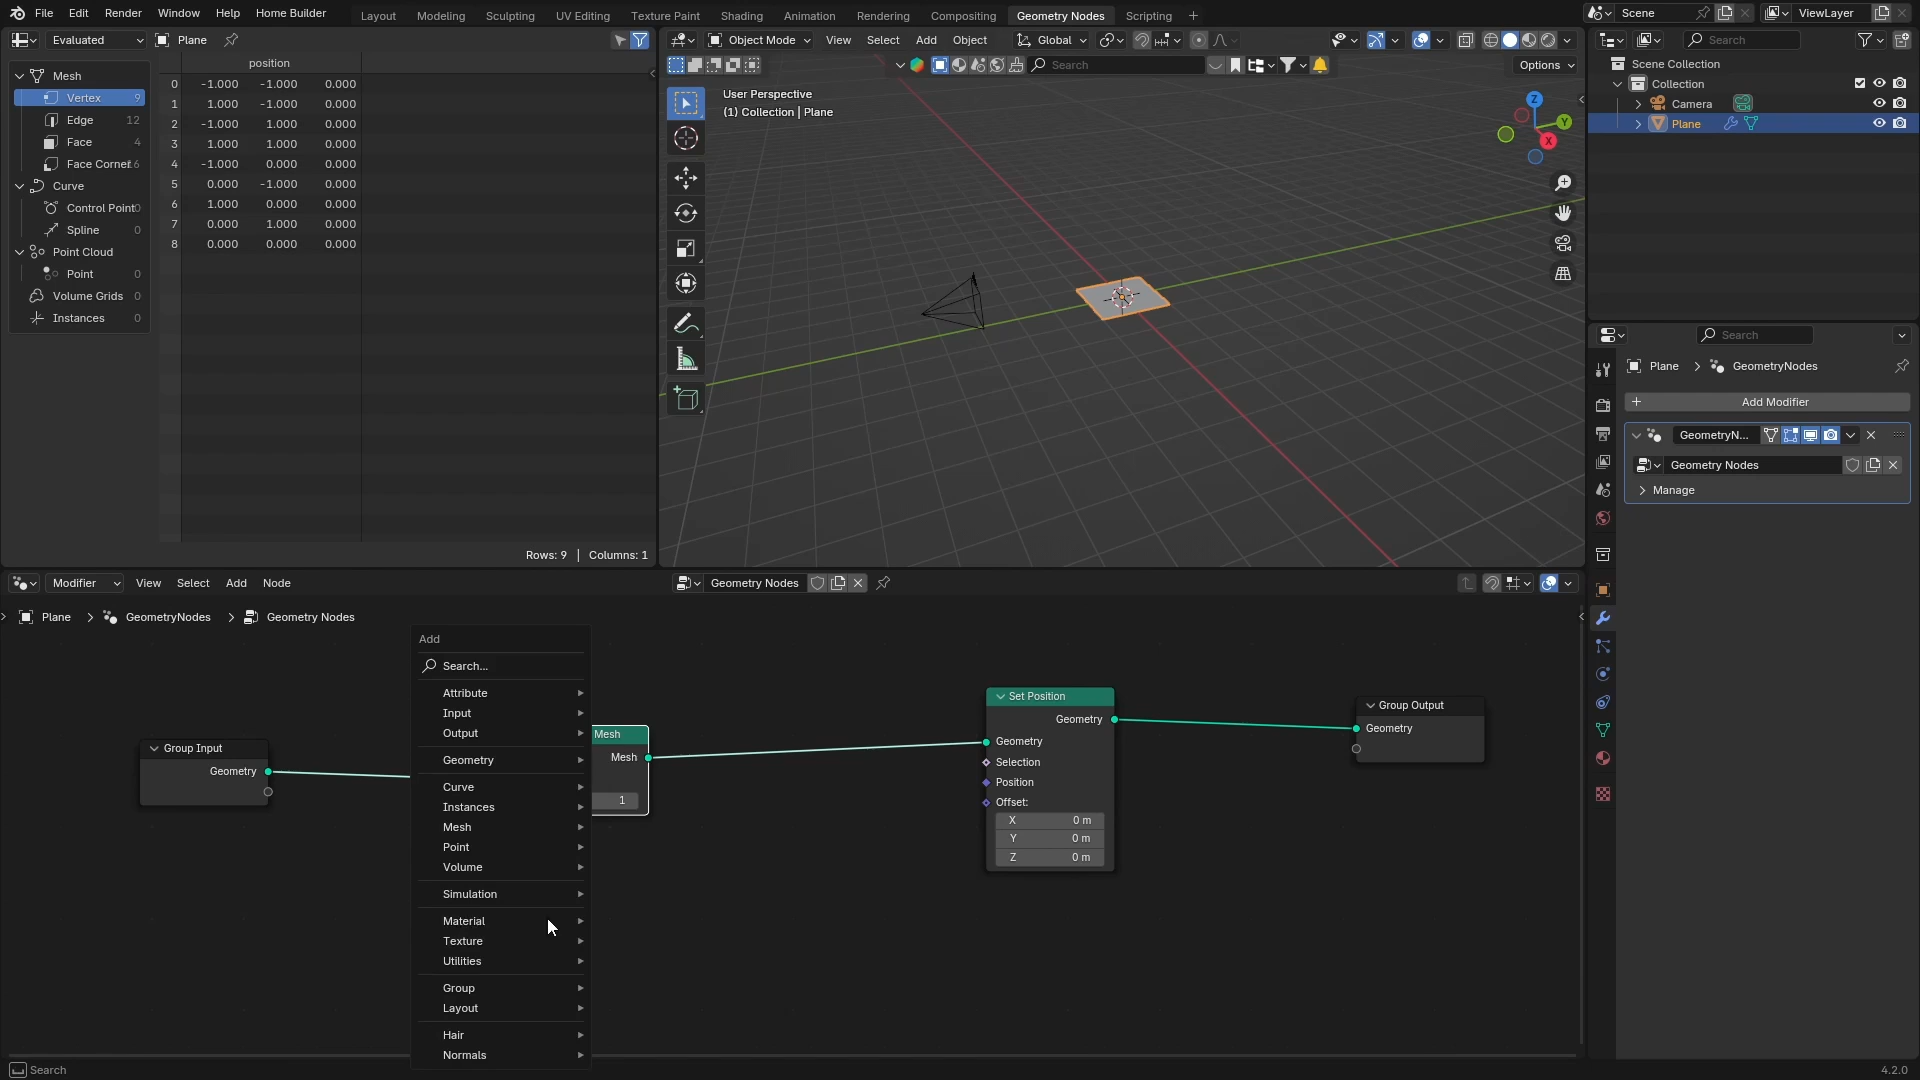 File Edit Render Window Help Home Builder Layout Modeling Sculpting UV Editing Texture Paint Shading Animation Rendering Compositing Geometry Nodes Scripting + Scene ViewLayer
Evaluated Plane
position
0 -1.000 -1.000 0.000
1 1.000 -1.000 0.000
2 -1.000 1.000 0.000
3 1.000 1.000 0.000
4 -1.000 0.000 0.000
5 0.000 -1.000 0.000
6 1.000 0.000 0.000
7 0.000 1.000 0.000
8 0.000 0.000 0.000
Mesh
Vertex 9
Edge 12
Face 4
Face Corner 16
Curve
Control Point 0
Spline 0
Point Cloud
Point 0
Volume Grids 0
Instances 0
Rows: 9 | Columns: 1
Object Mode View Select Add Object Global
Search Options
User Perspective
(1) Collection | Plane
Z
Y
X
Search
Scene Collection
Collection
Camera
Plane
Search
Plane > GeometryNodes
+ Add Modifier
GeometryN...
Geometry Nodes
Manage
Modifier View Select Add Node Geometry Nodes
Plane > GeometryNodes > Geometry Nodes
Group Input
Geometry
Add
Search...
Attribute
Input
Output
Geometry
Curve
Instances
Mesh
Point
Volume
Simulation
Material
Texture
Utilities
Group
Layout
Hair
Normals
Mesh
Mesh
1
Set Position
Geometry
Geometry
Selection
Position
Offset:
X 0 m
Y 0 m
Z 0 m
Group Output
Geometry
Search 4.2.0